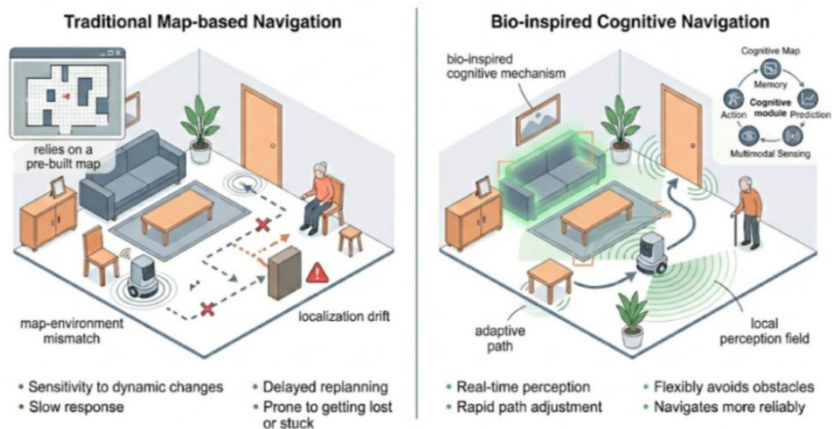 Traditional Map-based Navigation
relies on a
pre-built map
map-environment
mismatch
localization drift
• Sensitivity to dynamic changes
• Slow response
• Delayed replanning
• Prone to getting lost
or stuck
Bio-inspired Cognitive Navigation
bio-inspired
cognitive mechanism
Cognitive Map
Memory
Action
Cognitive
module
Prediction
Multimodal Sensing
adaptive
path
local
perception field
• Real-time perception
• Rapid path adjustment
• Flexibly avoids obstacles
• Navigates more reliably